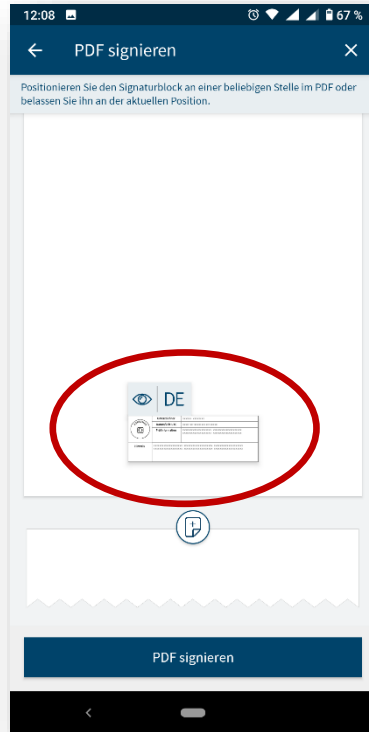 12:08 67 %
PDF signieren
Positionieren Sie den Signaturblock an einer beliebigen Stelle im PDF oder
belassen Sie ihn an der aktuellen Position.
DE
PDF signieren